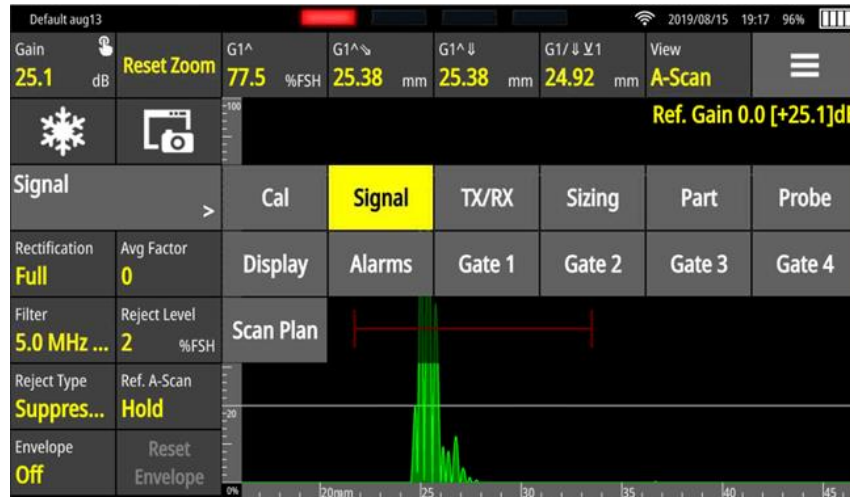 Default aug13
2019/08/15 19:17 96%
Gain
25.1 dB
Reset Zoom
G1^
77.5 %FSH
G1^⇘
25.38 mm
G1^⇓
25.38 mm
G1/⇓⊻1
24.92 mm
View
A-Scan
Ref. Gain 0.0 [+25.1]dB
Signal
>
Cal
Signal
TX/RX
Sizing
Part
Probe
Rectification
Full
Avg Factor
0
Display
Alarms
Gate 1
Gate 2
Gate 3
Gate 4
Filter
5.0 MHz ...
Reject Level
2 %FSH
Scan Plan
Reject Type
Suppres...
Ref. A-Scan
Hold
Envelope
Off
Reset
Envelope
100
20
0%
20mm 25 30 35 40 45